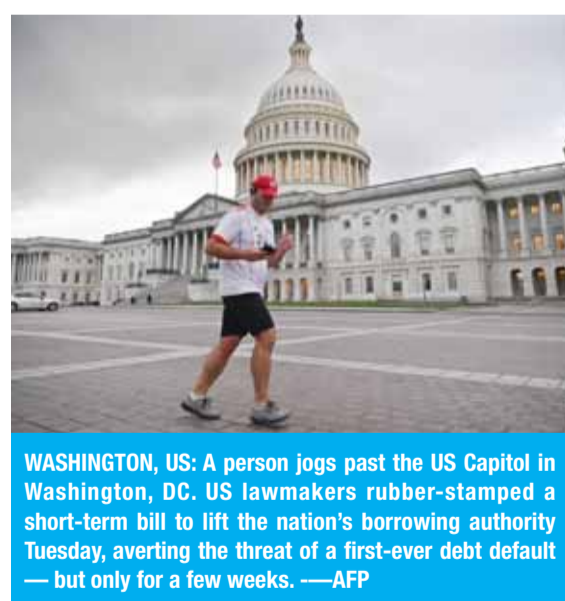 WASHINGTON, US: A person jogs past the US Capitol in
Washington, DC. US lawmakers rubber-stamped a
short-term bill to lift the nation’s borrowing authority
Tuesday, averting the threat of a first-ever debt default
— but only for a few weeks. -—AFP